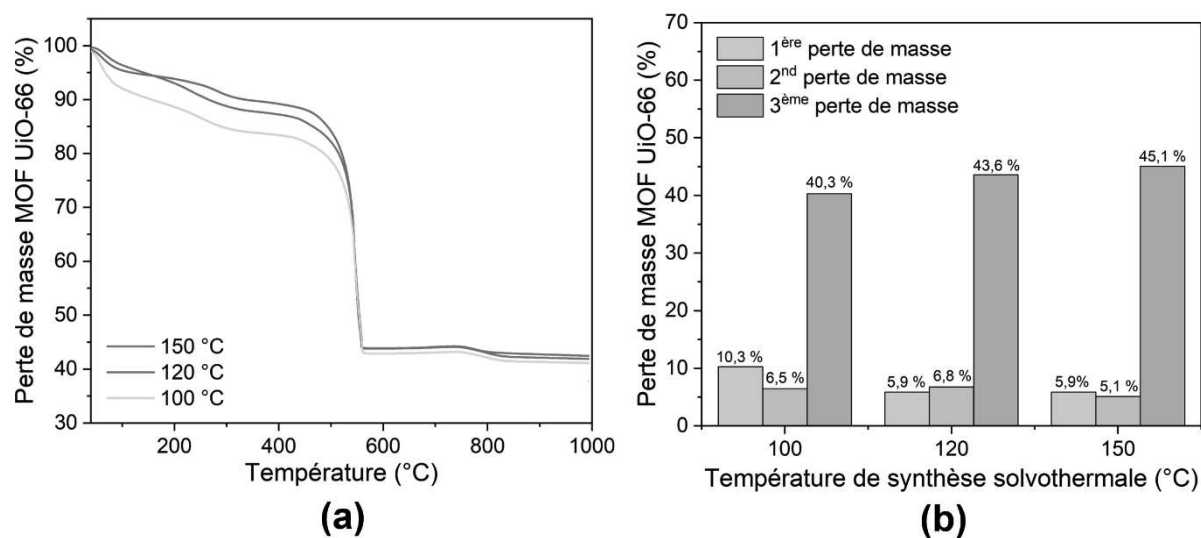 Perte de masse MOF UiO-66 (%)
100
90
80
70
60
50
40
30
150 °C
120 °C
100 °C
200
400
600
800
1000
Température (°C)
(a)
Perte de masse MOF UiO-66 (%)
70
60
50
40
30
20
10
0
1ère perte de masse
2nd perte de masse
3ème perte de masse
10,3 %
6,5 %
40,3 %
5,9 %
6,8 %
43,6 %
5,9%
5,1 %
45,1 %
100
120
150
Température de synthèse solvothermale (°C)
(b)